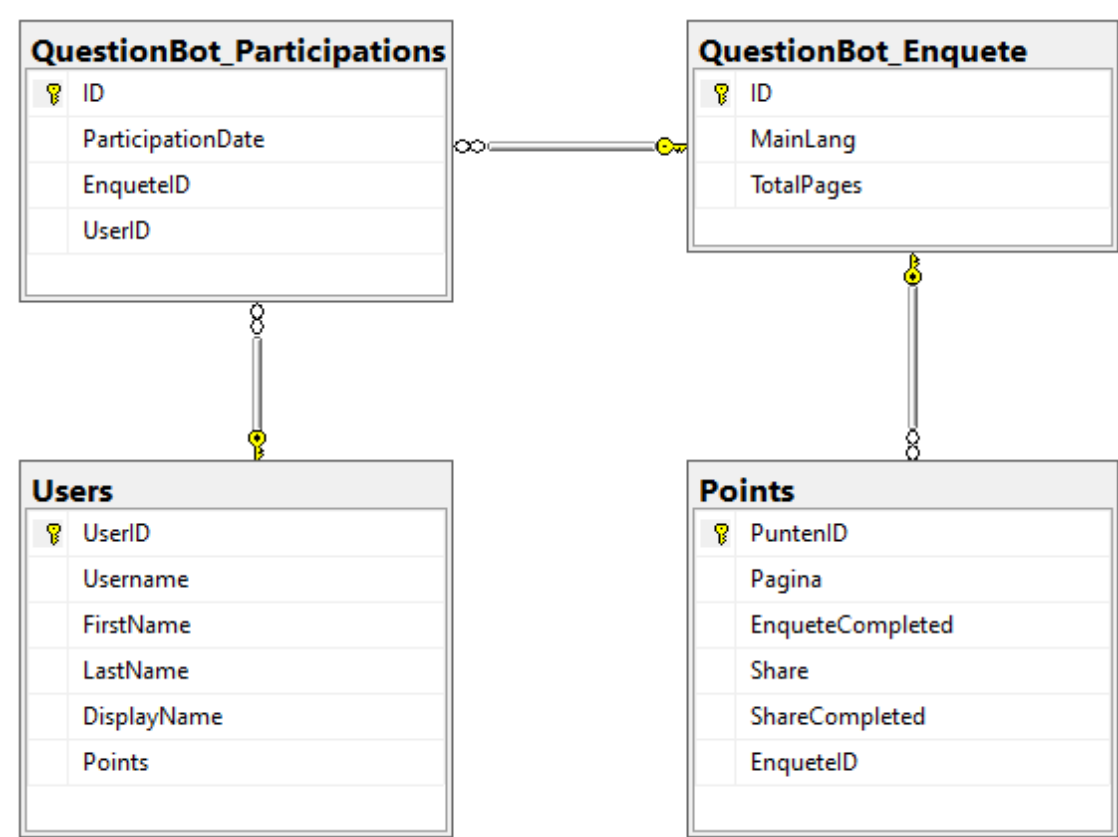 QuestionBot_Participations
ID
ParticipationDate
EnqueteID
UserID
QuestionBot_Enquete
ID
MainLang
TotalPages
Users
UserID
Username
FirstName
LastName
DisplayName
Points
Points
PuntenID
Pagina
EnqueteCompleted
Share
ShareCompleted
EnqueteID